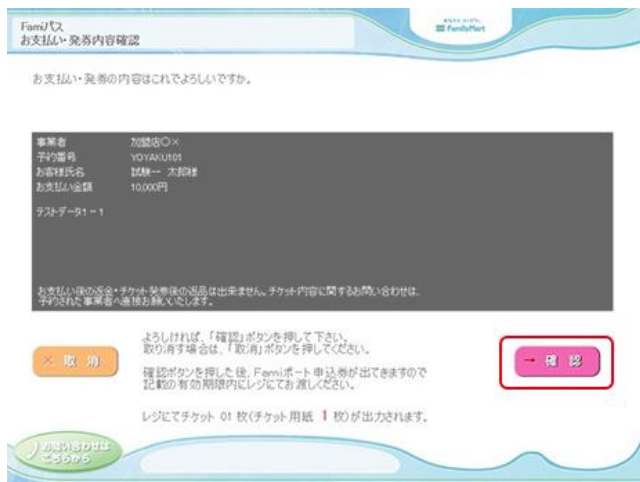 Famiパス
お支払い・発券内容確認
あなたと、コンビに、
FamilyMart
お支払い・発券の内容はこれでよろしいですか。
事業者 加盟店○×
予約番号 YOYAKU101
お客様氏名 試験一 太郎様
お支払い金額 10,000円
テストデータ1-1
お支払い後の返金・チケット発券後の返品は出来ません。チケット内容に関するお問い合わせは、
予約された事業者へ直接お願いいたします。
よろしければ、「確認」ボタンを押して下さい。
取り消す場合は、「取消」ボタンを押してください。
× 取 消
→ 確 認
確認ボタンを押した後、Famiポート申込券が出てきますので
記載の有効期限内にレジにてお渡しください。
レジにてチケット 01 枚(チケット用紙 1 枚)が出力されます。
お問い合わせは
こちらから